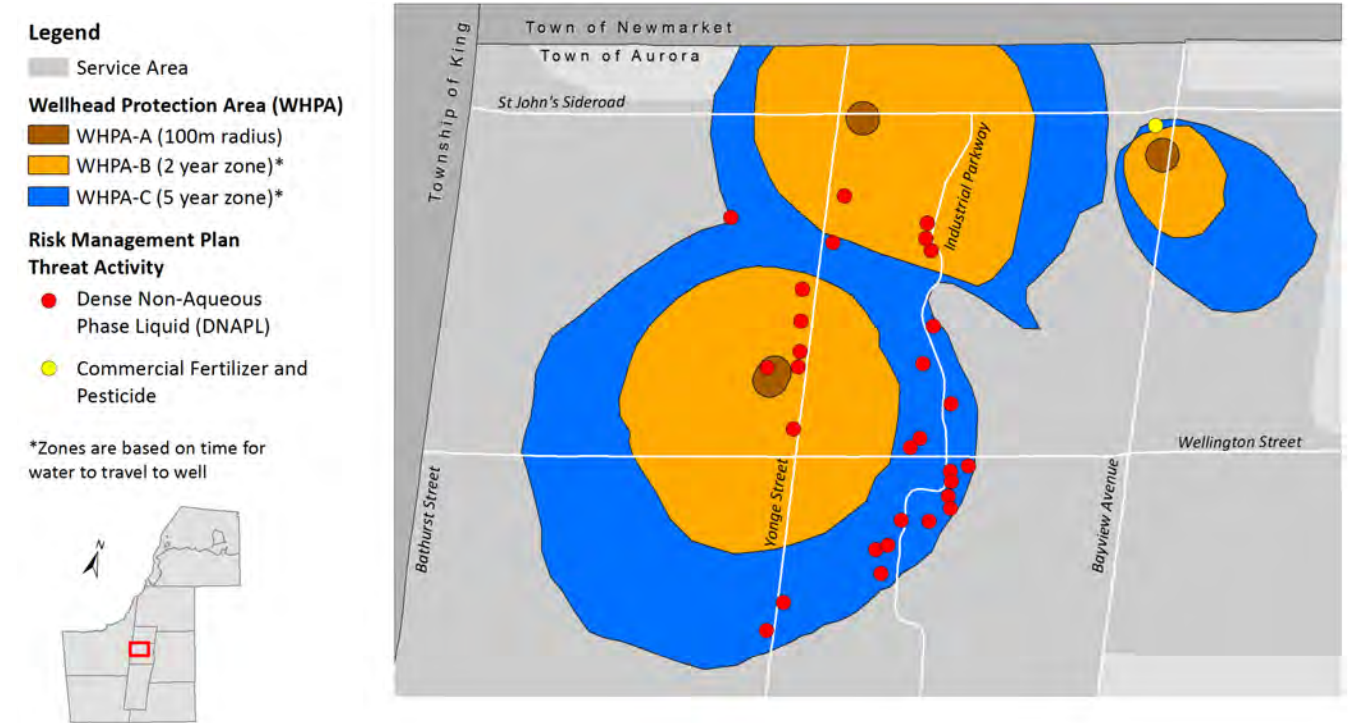 Legend
Service Area
Wellhead Protection Area (WHPA)
WHPA-A (100m radius)
WHPA-B (2 year zone)*
WHPA-C (5 year zone)*
Risk Management Plan
Threat Activity
Dense Non-Aqueous
Phase Liquid (DNAPL)
Commercial Fertilizer and
Pesticide
*Zones are based on time for
water to travel to well
N
Town of Newmarket
Town of Aurora
Township of King
St John's Sideroad
Industrial Parkway
Wellington Street
Bathurst Street
Yonge Street
Bayview Avenue